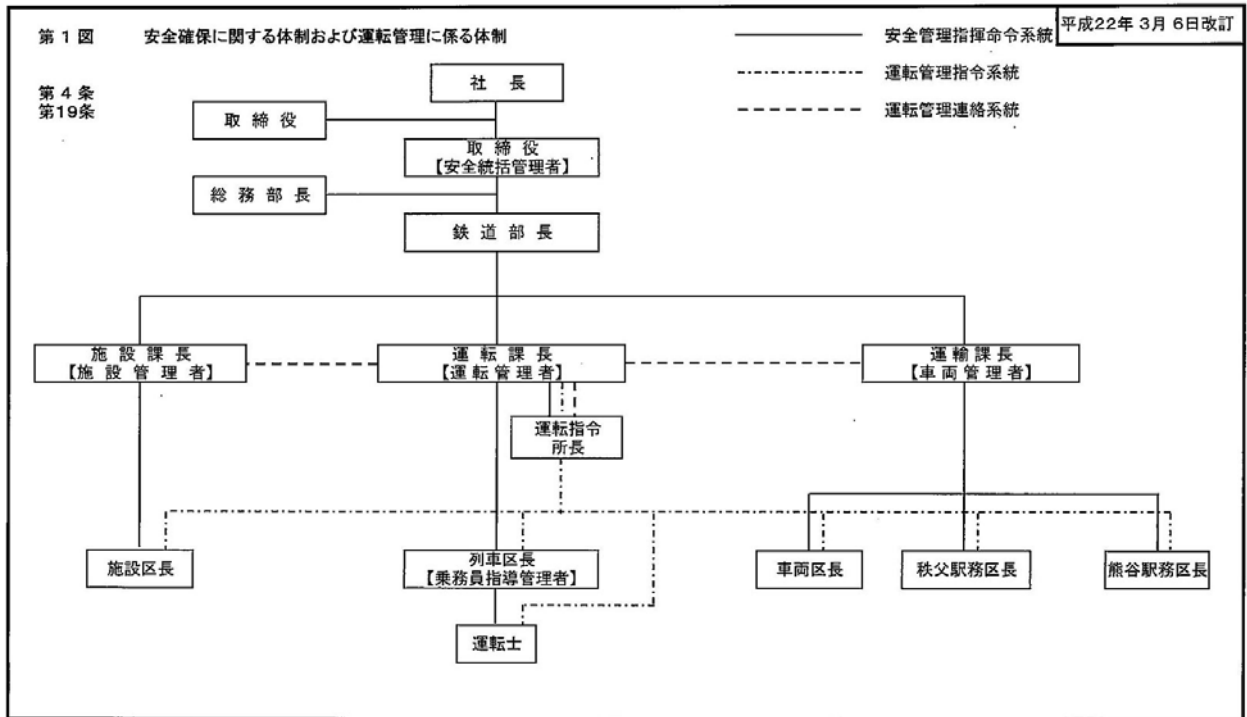 平成22年 3月 6日改訂
第 1 図 安全確保に関する体制および運転管理に係る体制
第 4 条
第19条
安全管理指揮命令系統
運転管理指令系統
運転管理連絡系統
社 長
取 締 役
取 締 役
【安全統括管理者】
総 務 部 長
鉄 道 部 長
施 設 課 長
【施 設 管 理 者】
運 転 課 長
【運 転 管 理 者】
運 輸 課 長
【車 両 管 理 者】
運転指令
所長
施設区長
列車区長
【乗務員指導管理者】
車両区長
秩父駅務区長
熊谷駅務区長
運転士